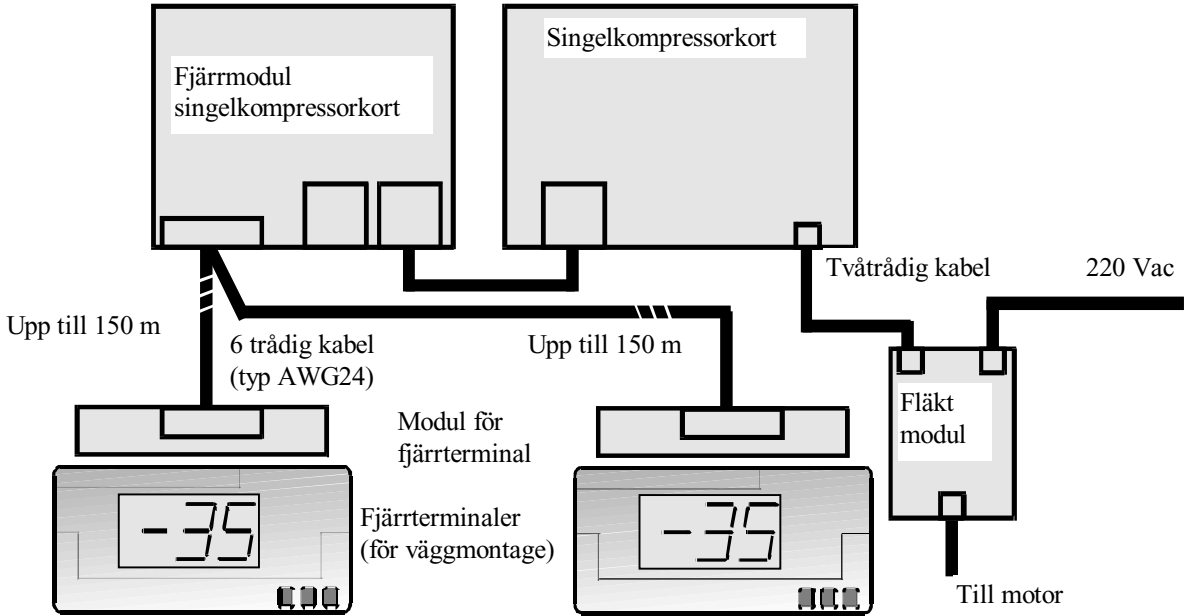 Singelkompressorkort
Fjärrmodul
singelkompressorkort
Tvåtrådig kabel
220 Vac
Upp till 150 m
6 trådig kabel
(typ AWG24)
Upp till 150 m
Fläkt
modul
Modul för
fjärrterminal
Fjärrterminaler
(för väggmontage)
-35
-35
Till motor